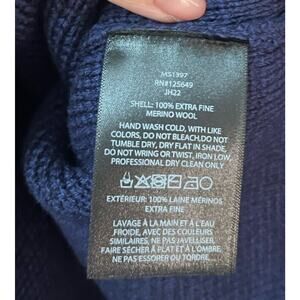 MS1397
RN#125649
JH22
SHELL: 100% EXTRA FINE
MERINO WOOL
HAND WASH COLD, WITH LIKE
COLORS, DO NOT BLEACH,DO NOT
TUMBLE DRY, DRY FLAT IN SHADE,
DO NOT WRING OR TWIST, IRON LOW,
PROFESSIONAL DRY CLEAN ONLY
EXTÉRIEUR: 100% LAINE MÉRINOS
EXTRA FINE
LAVAGE À LA MAIN ET À L'EAU
FROIDE, AVEC DES COULEURS
SIMILAIRES, NE PAS JAVELLISER.
FAIRE SÉCHER À PLAT ET À L'OMBRE.
NE PAS ESSORER OU TORDRE..